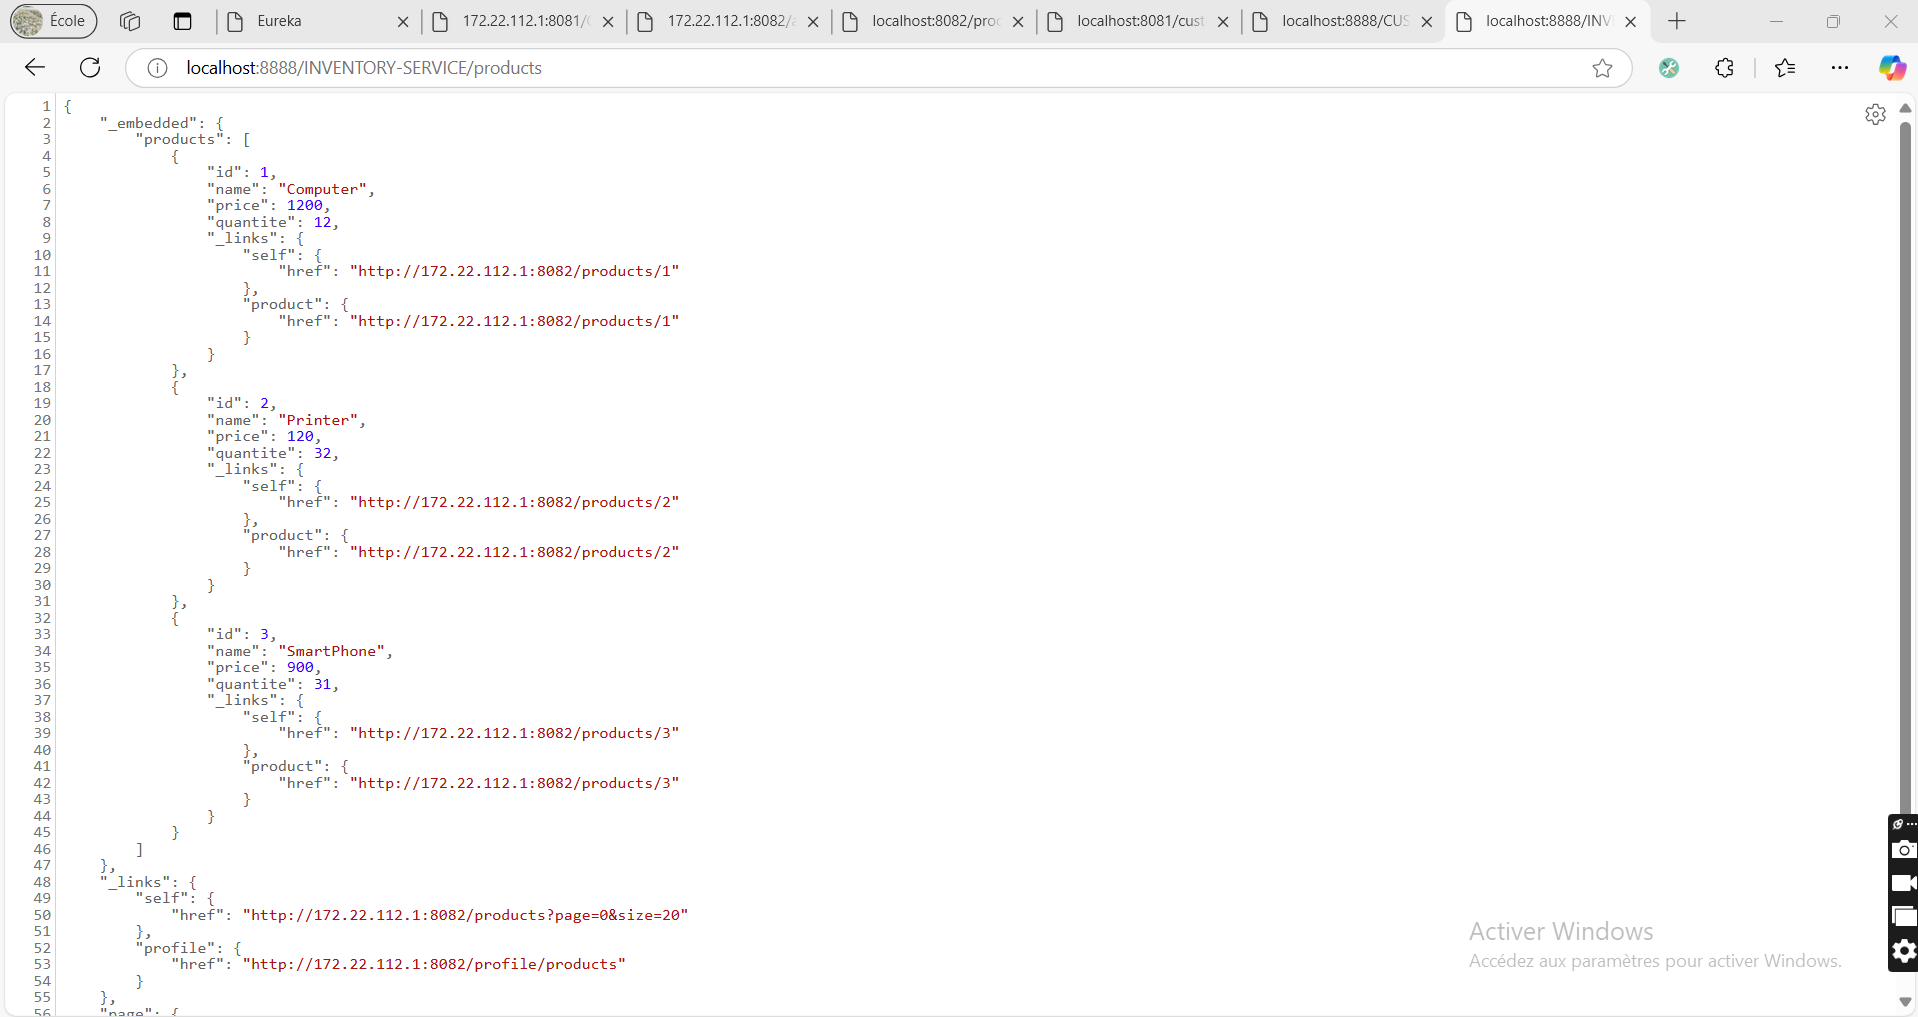 École
Eureka
172.22.112.1:8081/
172.22.112.1:8082/
localhost:8082/proc
localhost:8081/cust
localhost:8888/CUS
localhost:8888/INV
localhost:8888/INVENTORY-SERVICE/products
1 {
2 "_embedded": {
3 "products": [
4 {
5 "id": 1,
6 "name": "Computer",
7 "price": 1200,
8 "quantite": 12,
9 "_links": {
10 "self": {
11 "href": "http://172.22.112.1:8082/products/1"
12 },
13 "product": {
14 "href": "http://172.22.112.1:8082/products/1"
15 }
16 }
17 },
18 {
19 "id": 2,
20 "name": "Printer",
21 "price": 120,
22 "quantite": 32,
23 "_links": {
24 "self": {
25 "href": "http://172.22.112.1:8082/products/2"
26 },
27 "product": {
28 "href": "http://172.22.112.1:8082/products/2"
29 }
30 }
31 },
32 {
33 "id": 3,
34 "name": "SmartPhone",
35 "price": 900,
36 "quantite": 31,
37 "_links": {
38 "self": {
39 "href": "http://172.22.112.1:8082/products/3"
40 },
41 "product": {
42 "href": "http://172.22.112.1:8082/products/3"
43 }
44 }
45 }
46 ]
47 },
48 "_links": {
49 "self": {
50 "href": "http://172.22.112.1:8082/products?page=0&size=20"
51 },
52 "profile": {
53 "href": "http://172.22.112.1:8082/profile/products"
54 }
55 },
56 "page": {
Activer Windows
Accédez aux paramètres pour activer Windows.